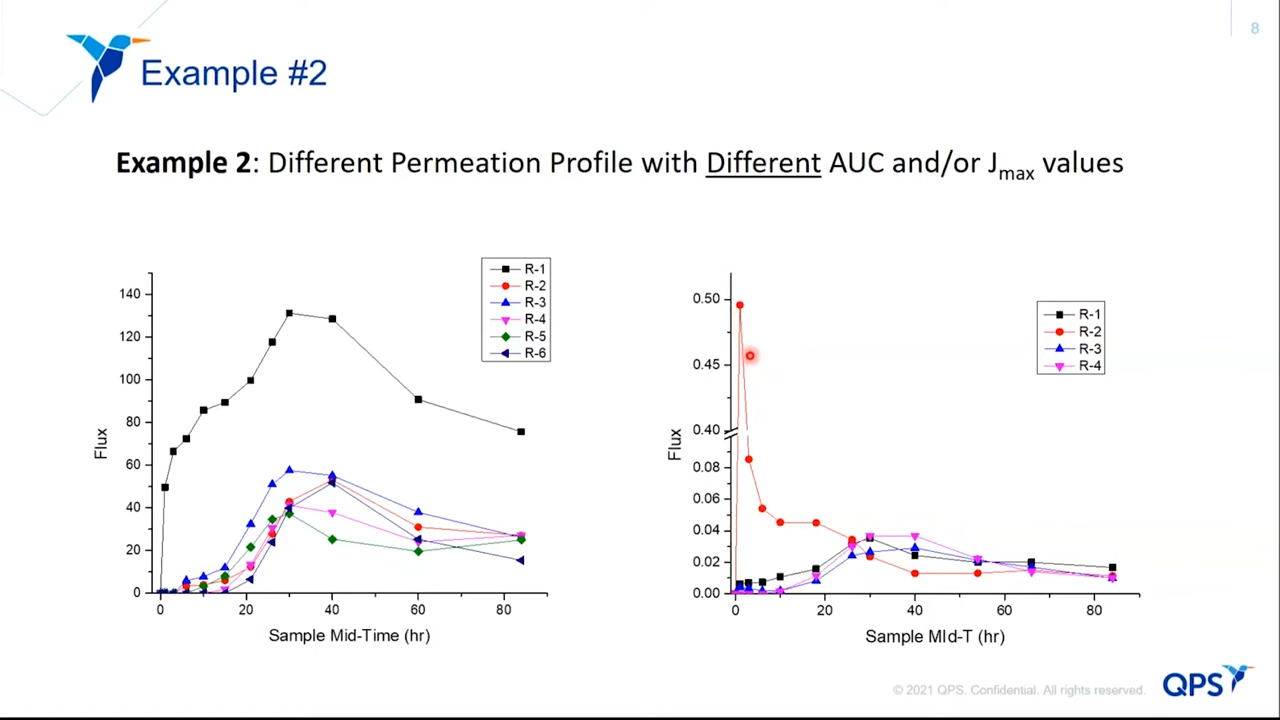 8
Example #2
Example 2: Different Permeation Profile with Different AUC and/or Jmax values
R-1
R-2
R-3
R-4
R-5
R-6
140
120
100
80
60
40
20
0
Flux
0 20 40 60 80
Sample Mid-Time (hr)
R-1
R-2
R-3
R-4
0.50
0.45
0.40
0.08
0.06
0.04
0.02
0.00
Flux
0 20 40 60 80
Sample MId-T (hr)
© 2021 QPS. Confidential. All rights reserved.
QPS